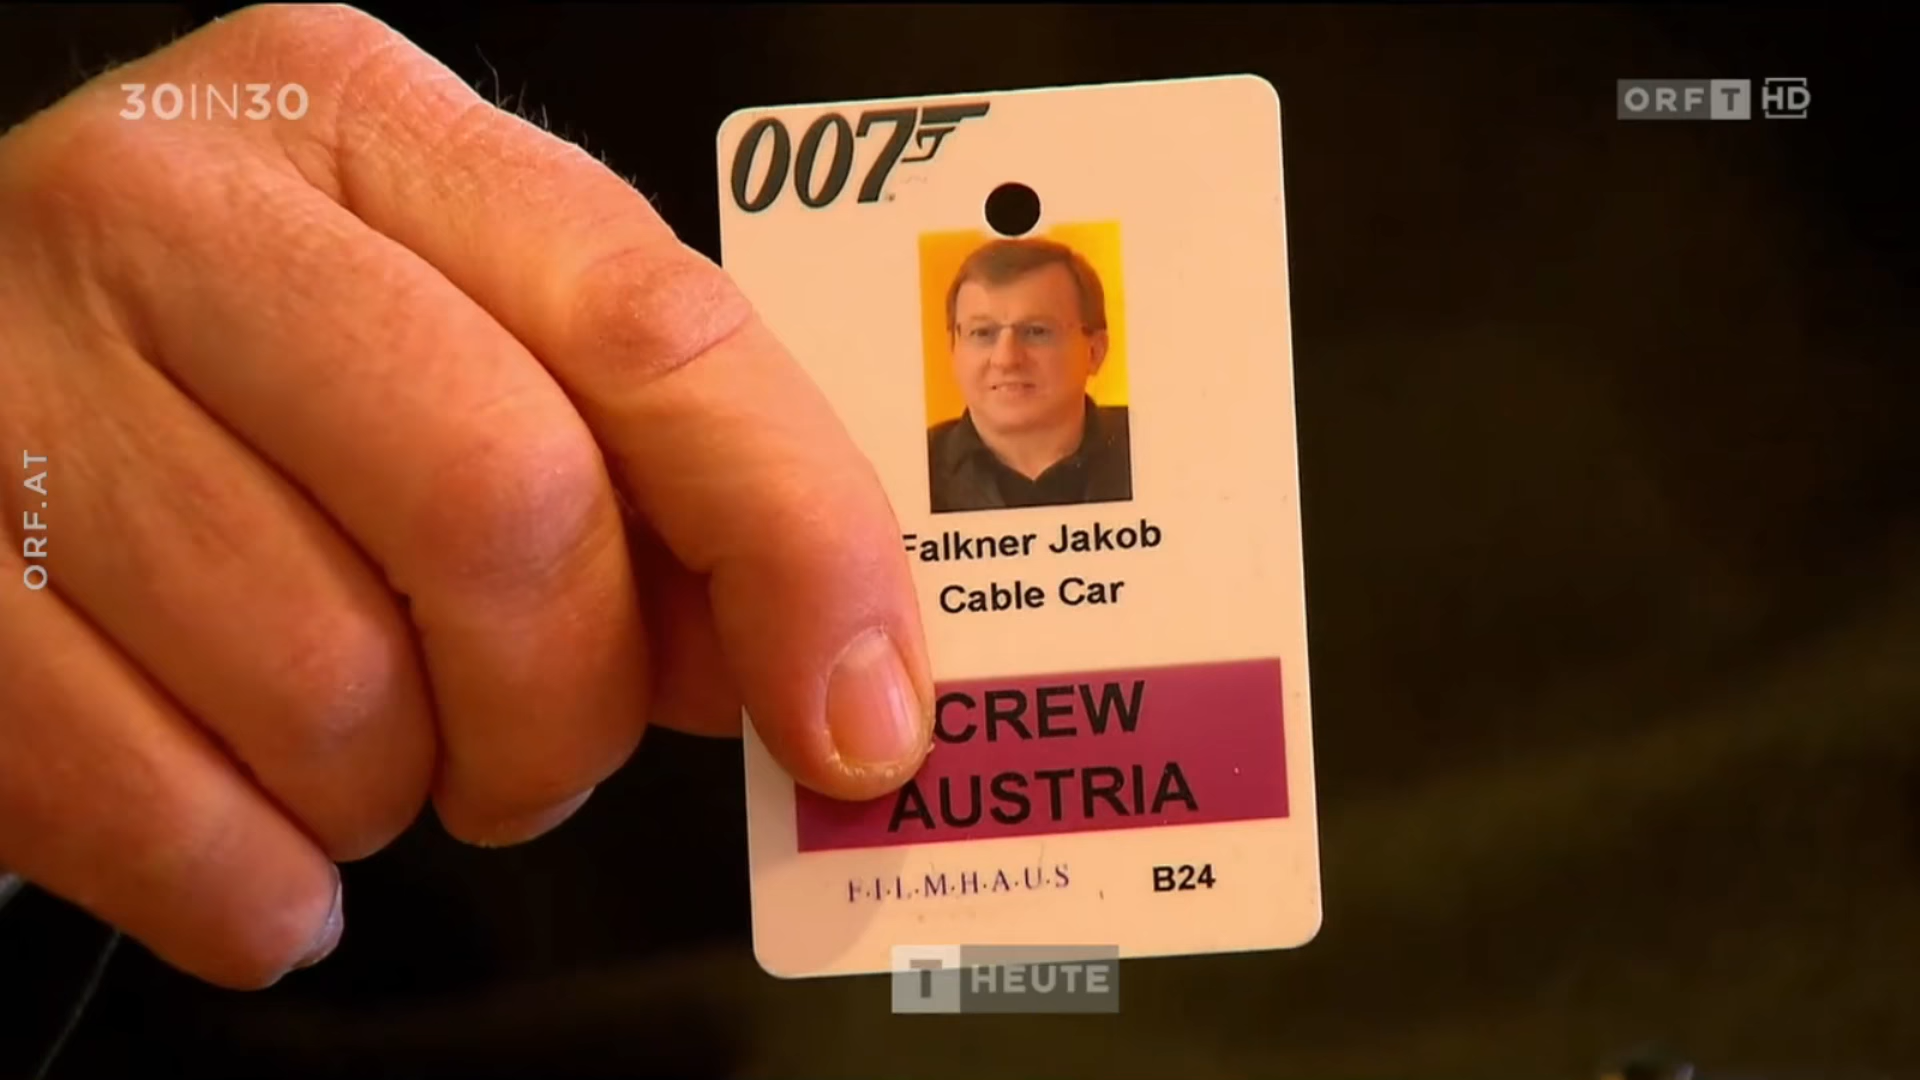 30IN30
ORF T HD
007
ORF.AT
Falkner Jakob
Cable Car
CREW
AUSTRIA
F·I·L·M·H·A·U·S
B24
T HEUTE